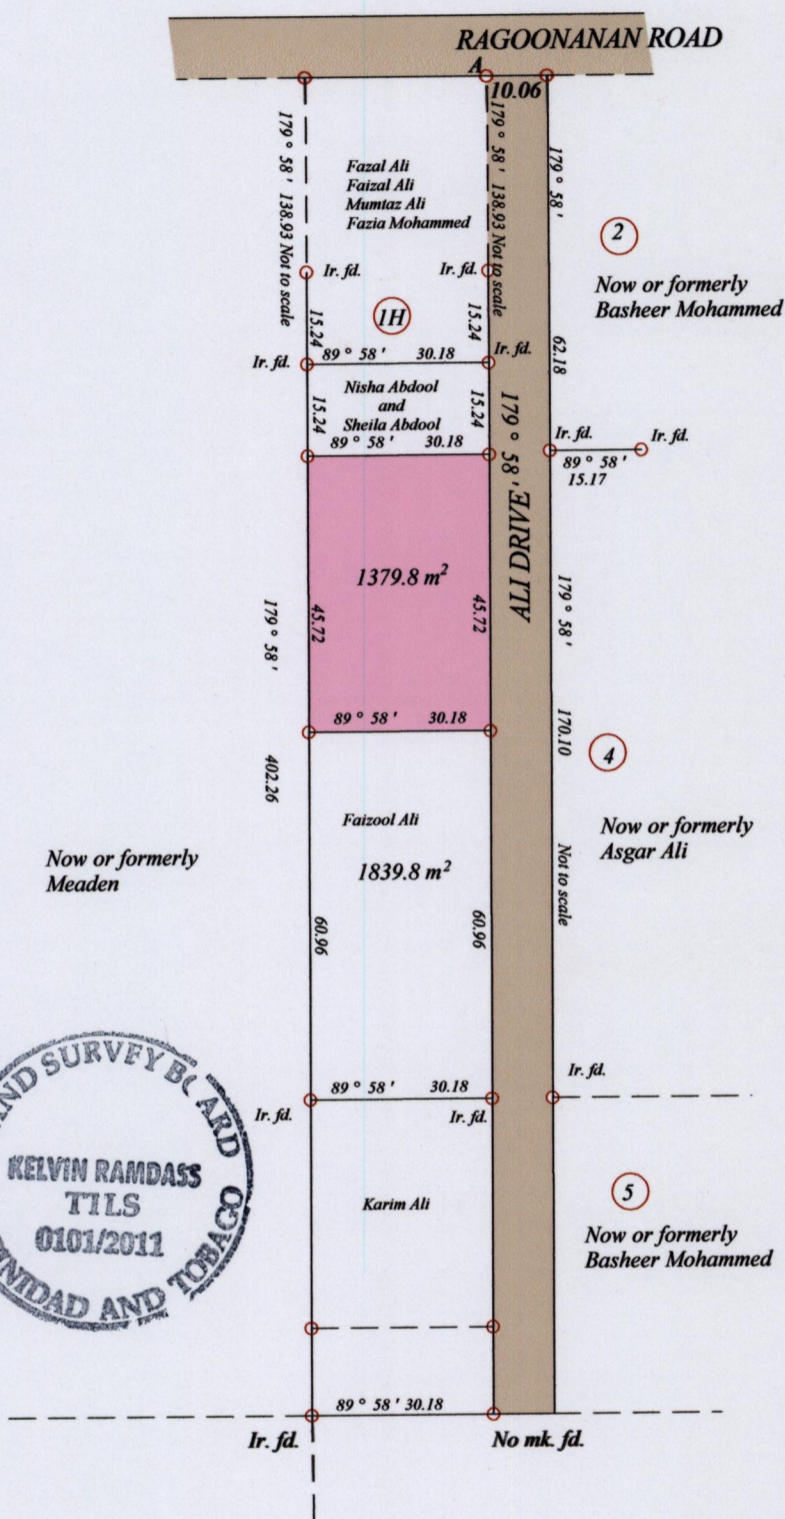 RAGOONANAN ROAD
A
10.06
179 ° 58 ' 138.93 Not to scale
Fazal Ali
Faizal Ali
Mumtaz Ali
Fazia Mohammed
179 ° 58 ' 138.93 Not to scale
179 ° 58 '
2
Now or formerly
Basheer Mohammed
Ir. fd.
Ir. fd.
15.24
1H
15.24
62.18
Ir. fd.
89 ° 58 ' 30.18
Ir. fd.
15.24
Nisha Abdool
and
Sheila Abdool
15.24
89 ° 58 ' 30.18
179 ° 58 '
ALI DRIVE
Ir. fd.
Ir. fd.
89 ° 58 '
15.17
1379.8 m²
179 ° 58 '
45.72
45.72
179 ° 58 '
89 ° 58 ' 30.18
402.26
170.10
4
Faizool Ali
1839.8 m²
Now or formerly
Meaden
Now or formerly
Asgar Ali
Not to scale
60.96
60.96
Ir. fd.
89 ° 58 ' 30.18
Ir. fd.
Ir. fd.
SURVEY
KELVIN RAMDASS
TTLS
0101/2011
AND TOBAGO
Karim Ali
5
Now or formerly
Basheer Mohammed
89 ° 58 ' 30.18
Ir. fd.
No mk. fd.